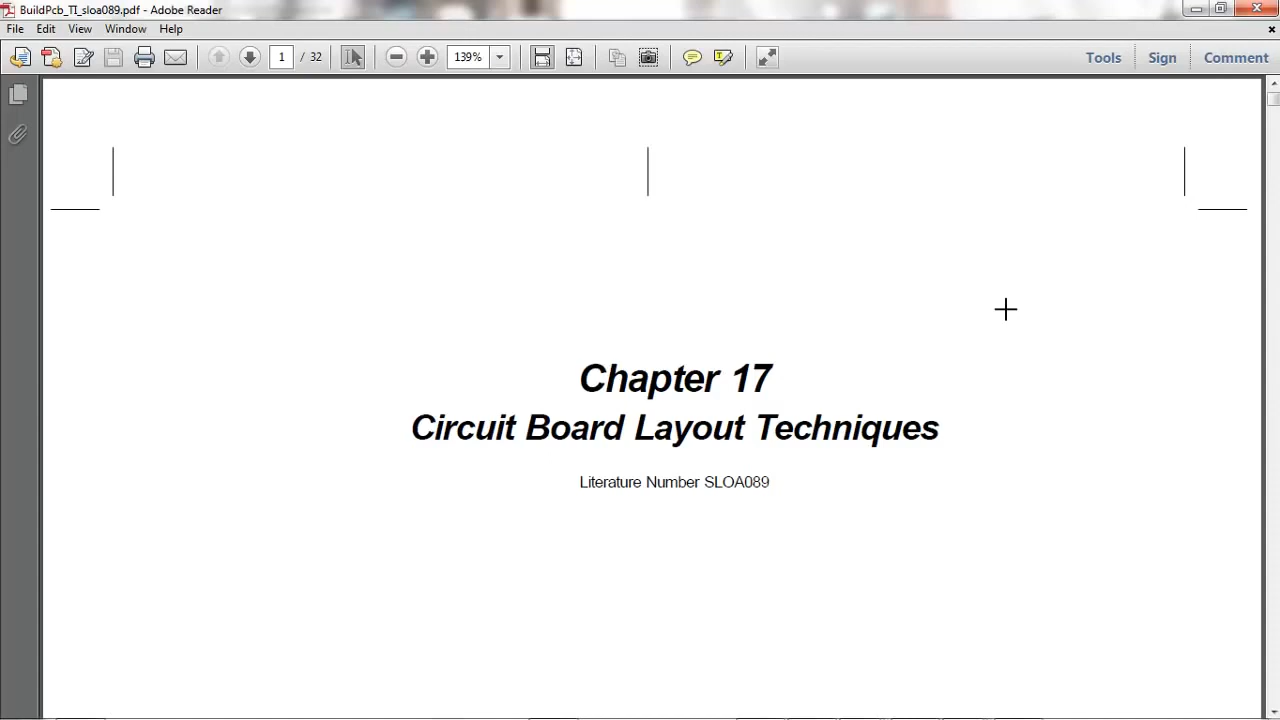 BuildPcb_TI_sloa089.pdf - Adobe Reader
File Edit View Window Help
1 / 32 139% Tools Sign Comment
Chapter 17
Circuit Board Layout Techniques
Literature Number SLOA089